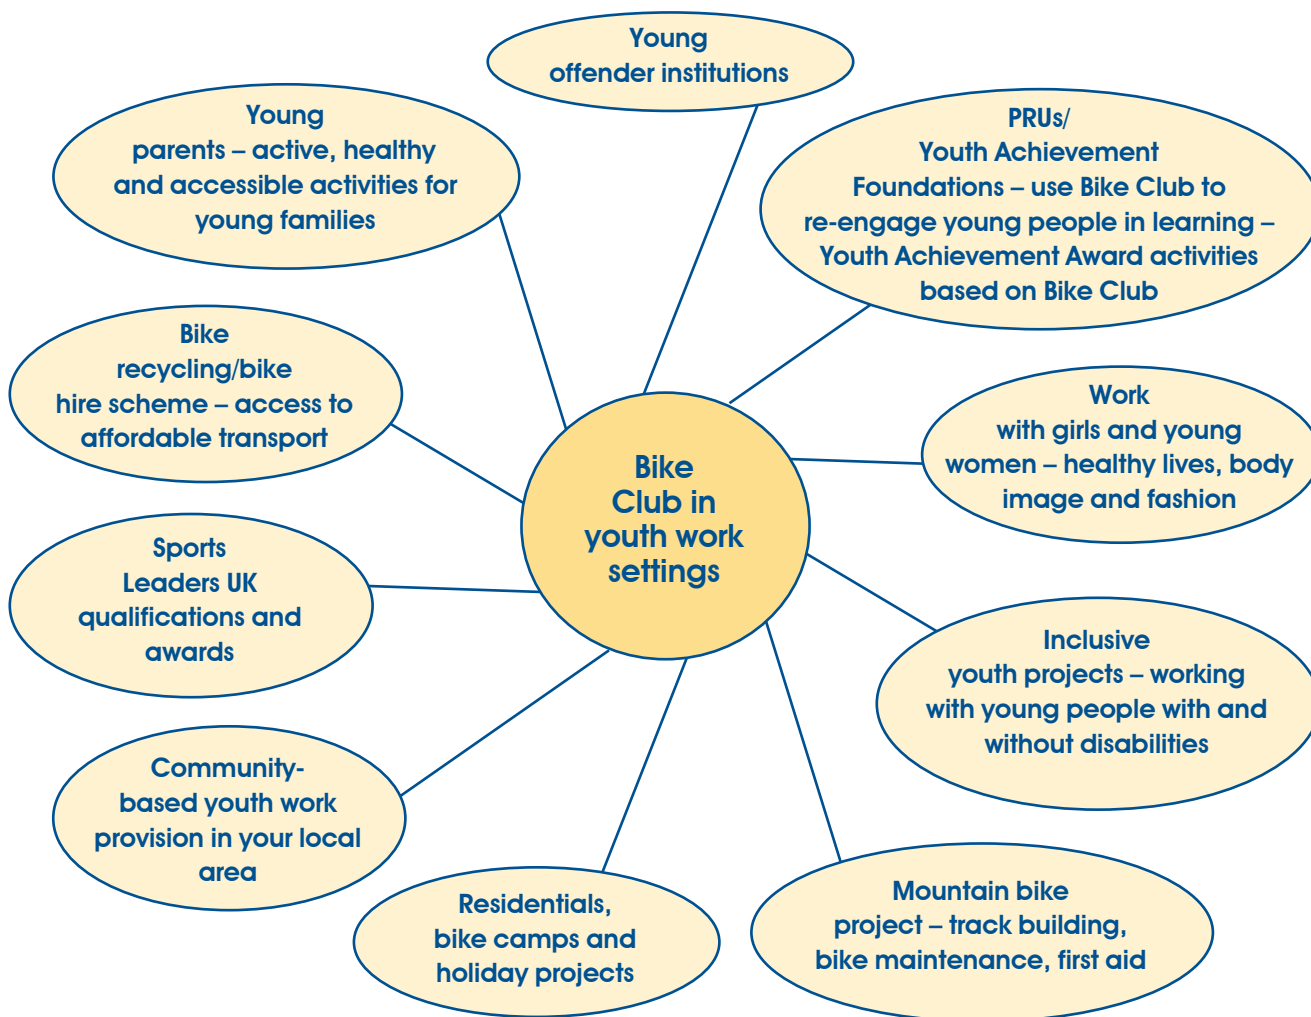 Young
offender institutions
Young
parents – active, healthy
and accessible activities for
young families
PRUs/
Youth Achievement
Foundations – use Bike Club to
re-engage young people in learning –
Youth Achievement Award activities
based on Bike Club
Bike
recycling/bike
hire scheme – access to
affordable transport
Work
with girls and young
women – healthy lives, body
image and fashion
Bike
Club in
youth work
settings
Sports
Leaders UK
qualifications and
awards
Inclusive
youth projects – working
with young people with and
without disabilities
Community-
based youth work
provision in your local
area
Residentials,
bike camps and
holiday projects
Mountain bike
project – track building,
bike maintenance, first aid